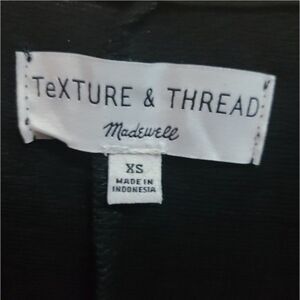 TeXTURE & THREAD
Madewell
XS
MADE IN
INDONESIA